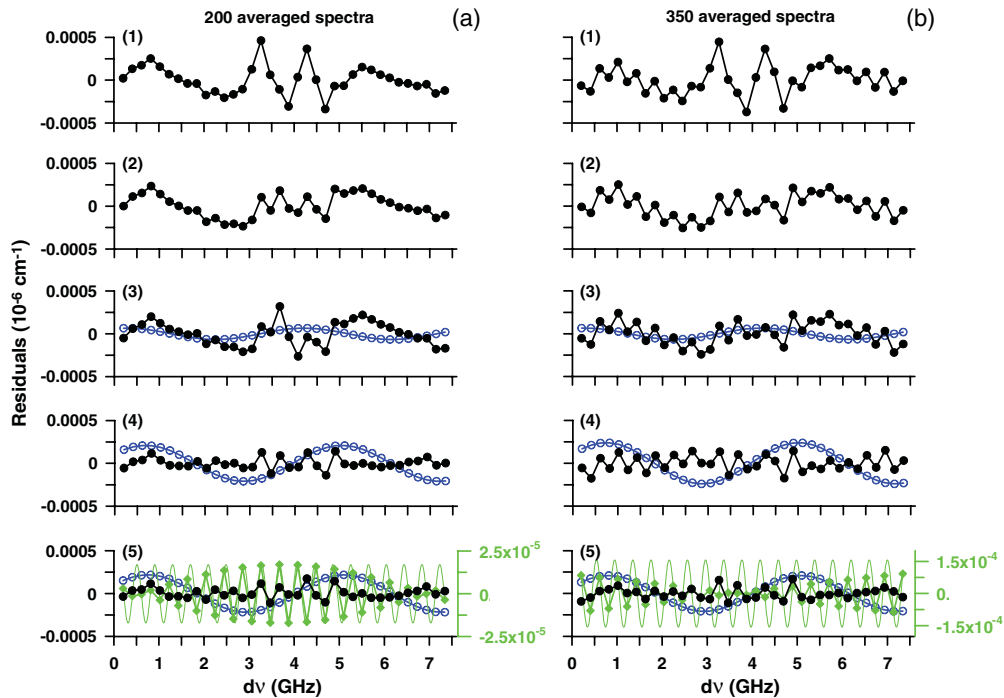 200 averaged spectra
(a)
350 averaged spectra
(b)
Residuals (10⁻⁶ cm⁻¹)
(1)
0.0005
0
-0.0005
(2)
0.0005
0
-0.0005
(3)
0.0005
0
-0.0005
(4)
0.0005
0
-0.0005
(5)
0.0005
0
-0.0005
2.5x10⁻⁵
0
-2.5x10⁻⁵
0 1 2 3 4 5 6 7
dν (GHz)
(1)
(2)
(3)
(4)
(5)
1.5x10⁻⁴
0.
-1.5x10⁻⁴
0 1 2 3 4 5 6 7
dν (GHz)